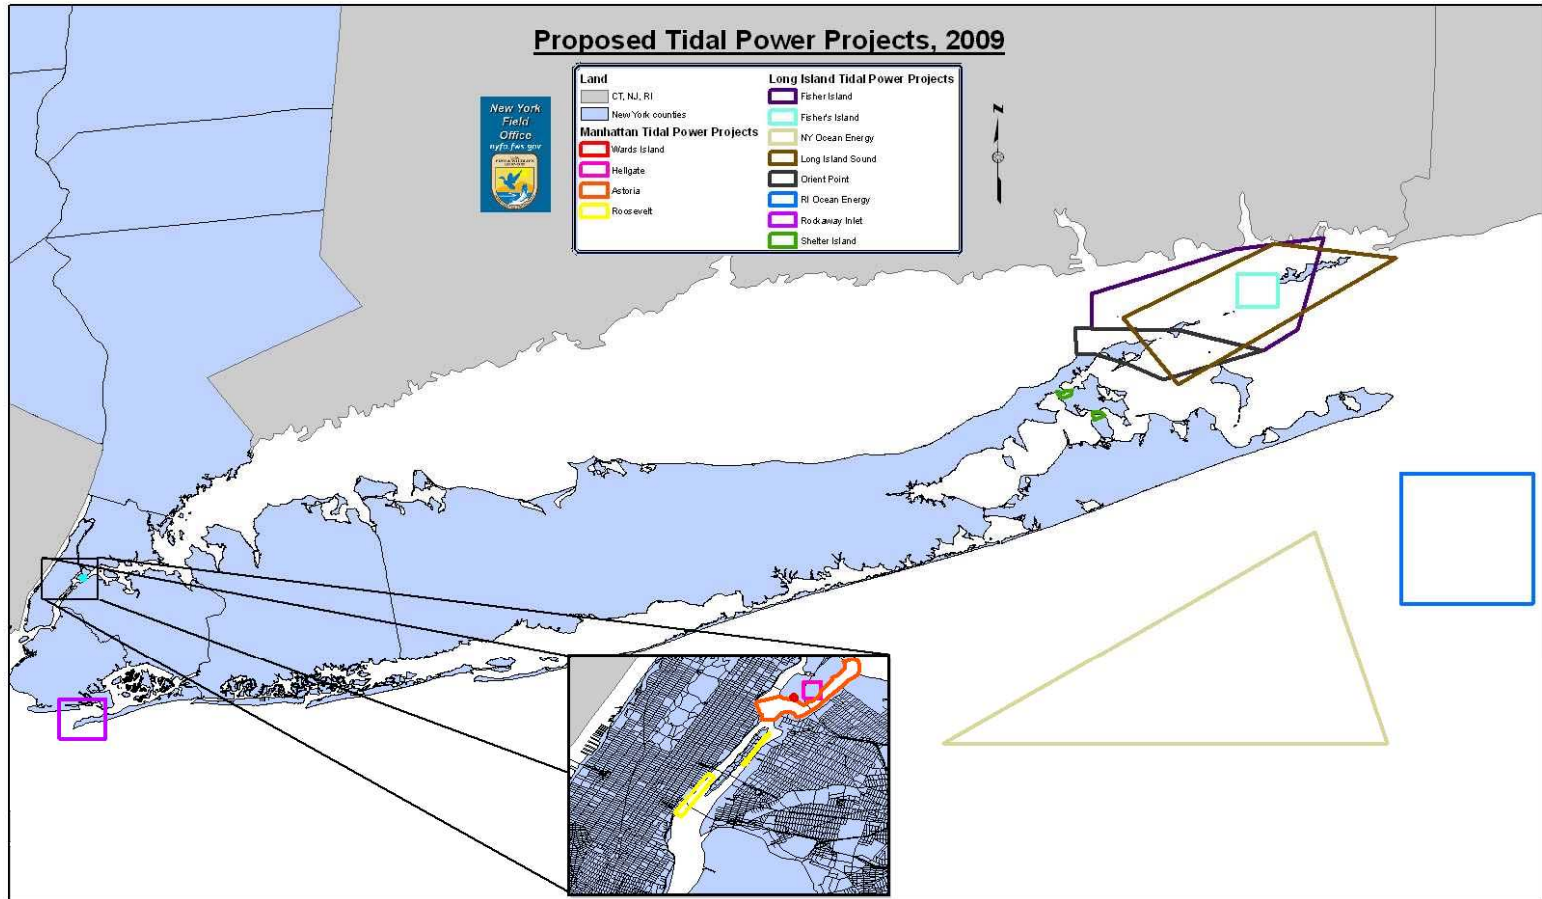 Proposed Tidal Power Projects, 2009
New York
Field
Office
nyfo.fws.gov
Land
CT, NJ, RI
New York counties
Manhattan Tidal Power Projects
Wards Island
Hellgate
Astoria
Roosevelt
Long Island Tidal Power Projects
Fisher Island
Fisher's Island
NY Ocean Energy
Long Island Sound
Orient Point
RI Ocean Energy
Rockaway Inlet
Shelter Island
N